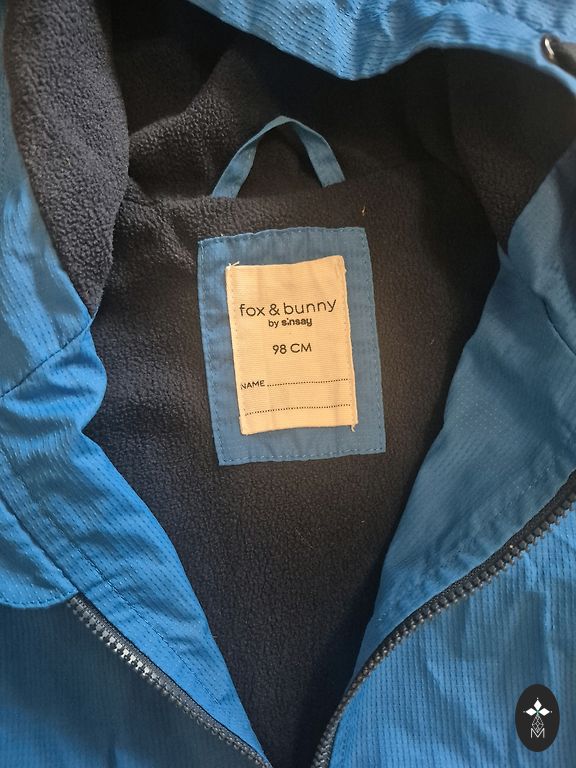 fox & bunny
by sinsay
98 CM
NAME ....................
..............................
M